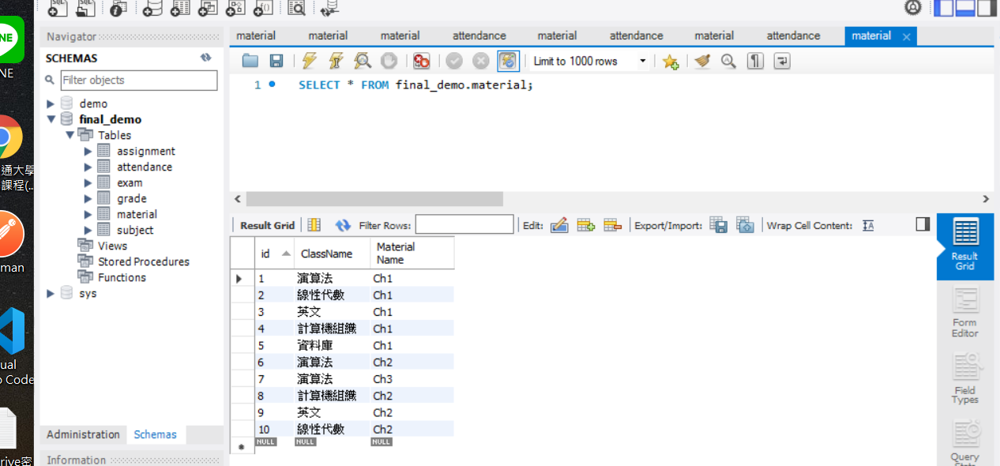 SQL SQL
material material material attendance material attendance material attendance material
Navigator
NE
SCHEMAS
NE
Filter objects
Limit to 1000 rows
1 SELECT * FROM final_demo.material;
demo
final_demo
Tables
assignment
attendance
exam
grade
material
subject
Views
Stored Procedures
Functions
sys
通大學
課程(...
man
ual
o Code
rive密
Administration Schemas
Information
Result Grid Filter Rows: Edit: Export/Import: Wrap Cell Content: IA
id ClassName Material Name
1 演算法 Ch1
2 線性代數 Ch1
3 英文 Ch1
4 計算機組織 Ch1
5 資料庫 Ch1
6 演算法 Ch2
7 演算法 Ch3
8 計算機組織 Ch2
9 英文 Ch2
10 線性代數 Ch2
NULL NULL NULL
Result
Grid
Form
Editor
Field
Types
Query